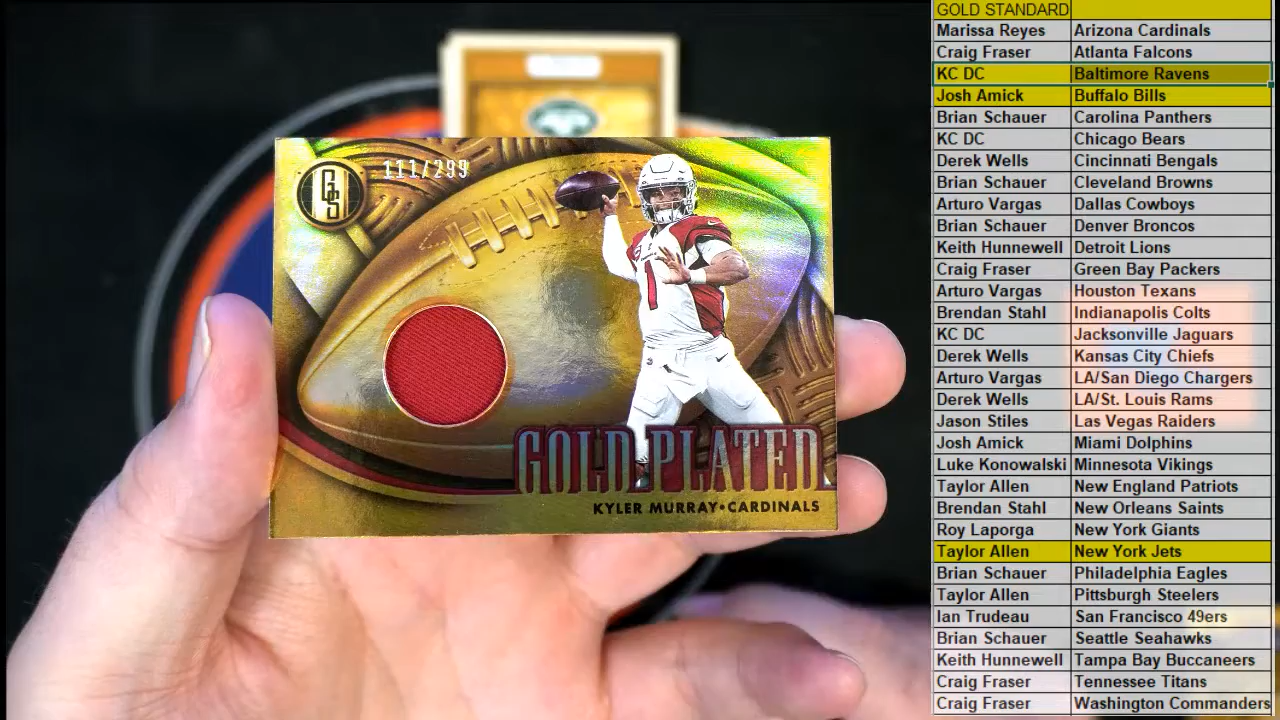 GOLD STANDARD
Marissa Reyes Arizona Cardinals
Craig Fraser Atlanta Falcons
KC DC Baltimore Ravens
Josh Amick Buffalo Bills
Brian Schauer Carolina Panthers
KC DC Chicago Bears
Derek Wells Cincinnati Bengals
Brian Schauer Cleveland Browns
Arturo Vargas Dallas Cowboys
Brian Schauer Denver Broncos
Keith Hunnewell Detroit Lions
Craig Fraser Green Bay Packers
Arturo Vargas Houston Texans
Brendan Stahl Indianapolis Colts
KC DC Jacksonville Jaguars
Derek Wells Kansas City Chiefs
Arturo Vargas LA/San Diego Chargers
Derek Wells LA/St. Louis Rams
Jason Stiles Las Vegas Raiders
Josh Amick Miami Dolphins
Luke Konowalski Minnesota Vikings
Taylor Allen New England Patriots
Brendan Stahl New Orleans Saints
Roy Laporga New York Giants
Taylor Allen New York Jets
Brian Schauer Philadelphia Eagles
Taylor Allen Pittsburgh Steelers
Ian Trudeau San Francisco 49ers
Brian Schauer Seattle Seahawks
Keith Hunnewell Tampa Bay Buccaneers
Craig Fraser Tennessee Titans
Craig Fraser Washington Commanders
GS
111/299
1
GOLD PLATED
KYLER MURRAY•CARDINALS